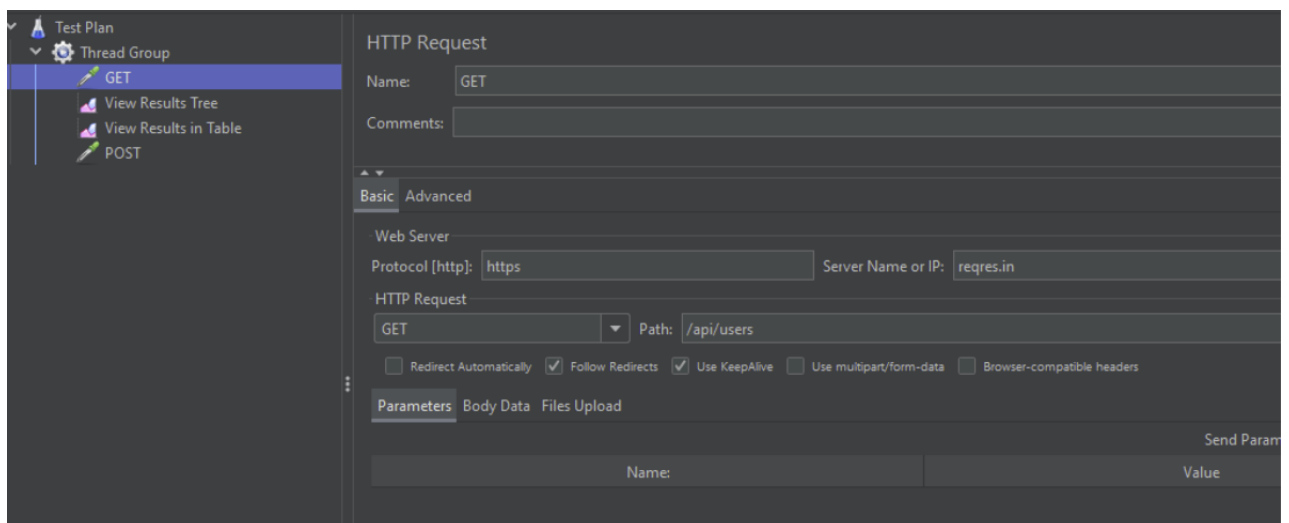 Test Plan
Thread Group
GET
View Results Tree
View Results in Table
POST
HTTP Request
Name: GET
Comments:
Basic Advanced
Web Server
Protocol [http]: https Server Name or IP: reqres.in
HTTP Request
GET Path: /api/users
Redirect Automatically Follow Redirects Use KeepAlive Use multipart/form-data Browser-compatible headers
Parameters Body Data Files Upload
Send Param
Name: Value